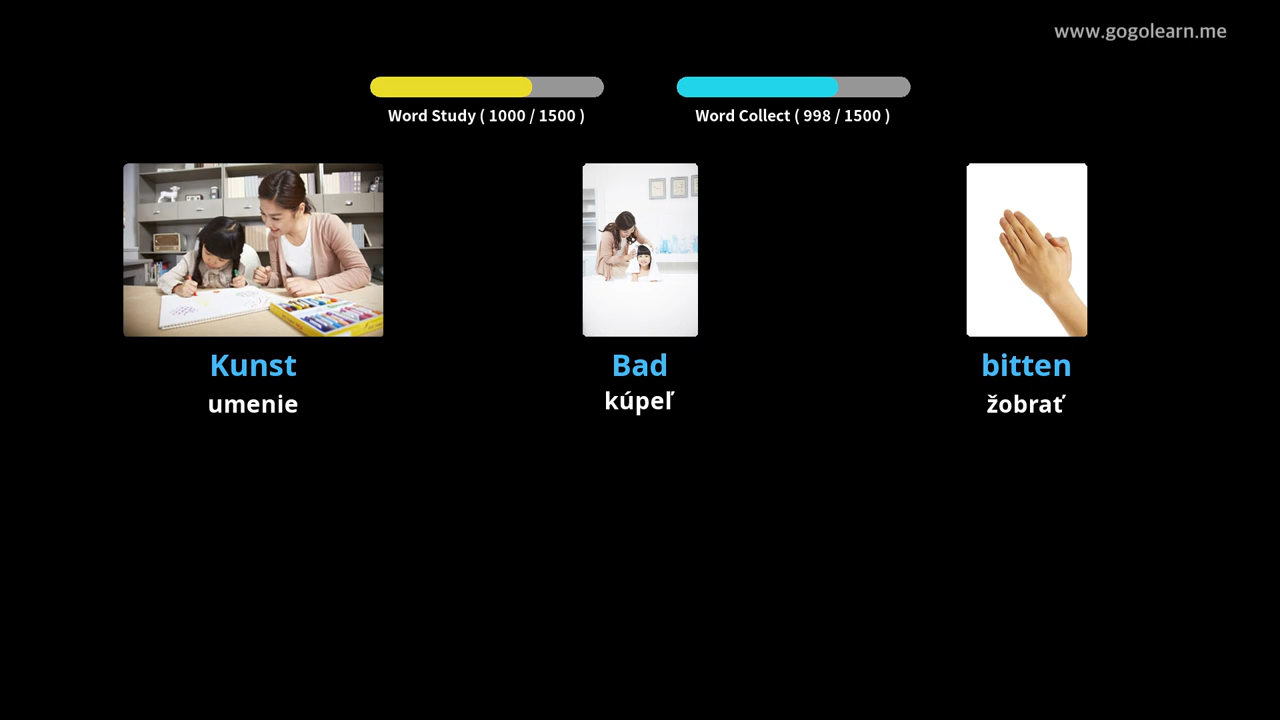 www.gogolearn.me
Word Study ( 1000 / 1500 )
Word Collect ( 998 / 1500 )
Kunst
umenie
Bad
kúpeľ
bitten
žobrať